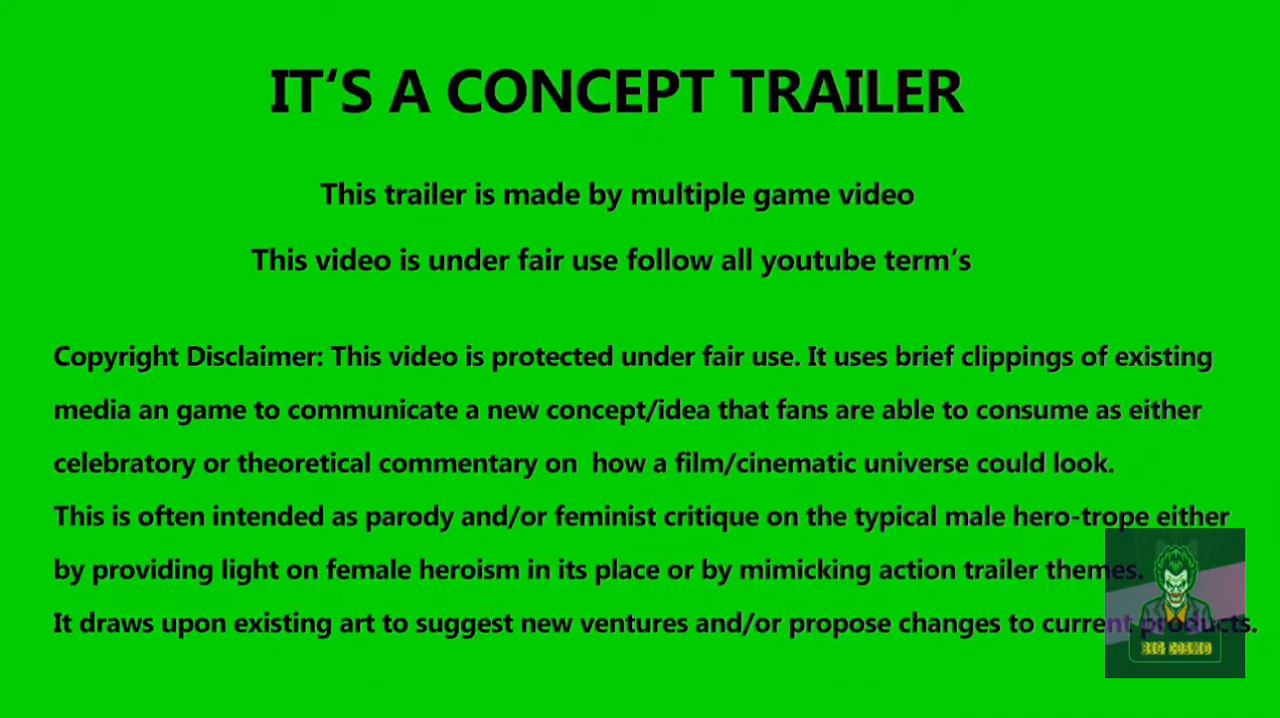 IT‘S A CONCEPT TRAILER
This trailer is made by multiple game video
This video is under fair use follow all youtube term’s
Copyright Disclaimer: This video is protected under fair use. It uses brief clippings of existing
media an game to communicate a new concept/idea that fans are able to consume as either
celebratory or theoretical commentary on how a film/cinematic universe could look.
This is often intended as parody and/or feminist critique on the typical male hero-trope either
by providing light on female heroism in its place or by mimicking action trailer themes.
It draws upon existing art to suggest new ventures and/or propose changes to current products.